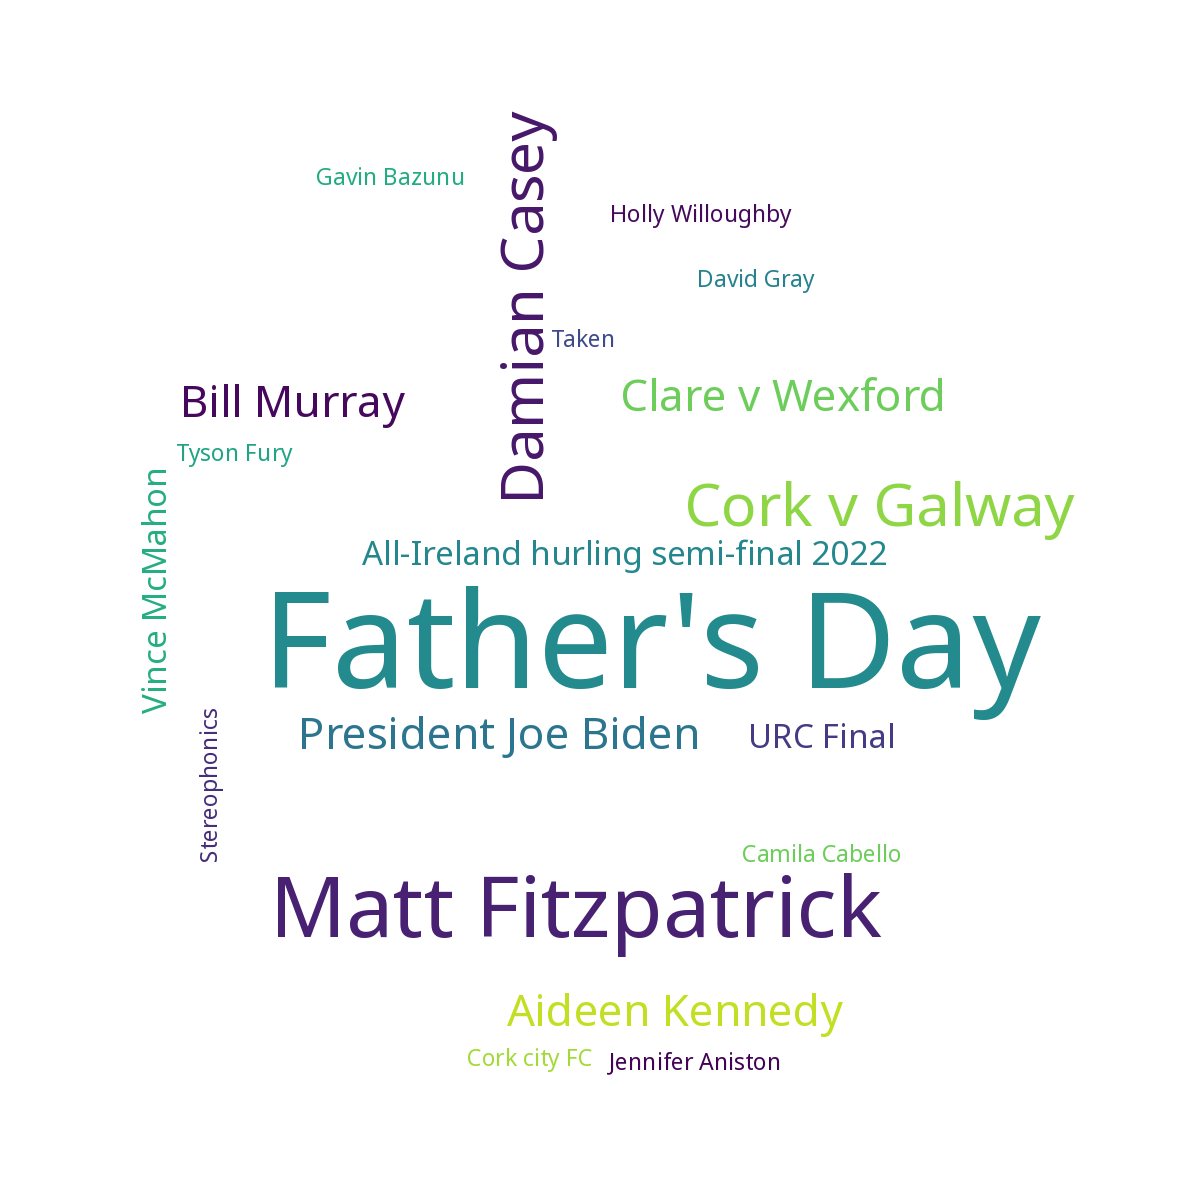 Damian Casey
Gavin Bazunu
Holly Willoughby
David Gray
Taken
Bill Murray
Clare v Wexford
Tyson Fury
Vince McMahon
Cork v Galway
All-Ireland hurling semi-final 2022
Father's Day
President Joe Biden
URC Final
Stereophonics
Camila Cabello
Matt Fitzpatrick
Aideen Kennedy
Cork city FC
Jennifer Aniston